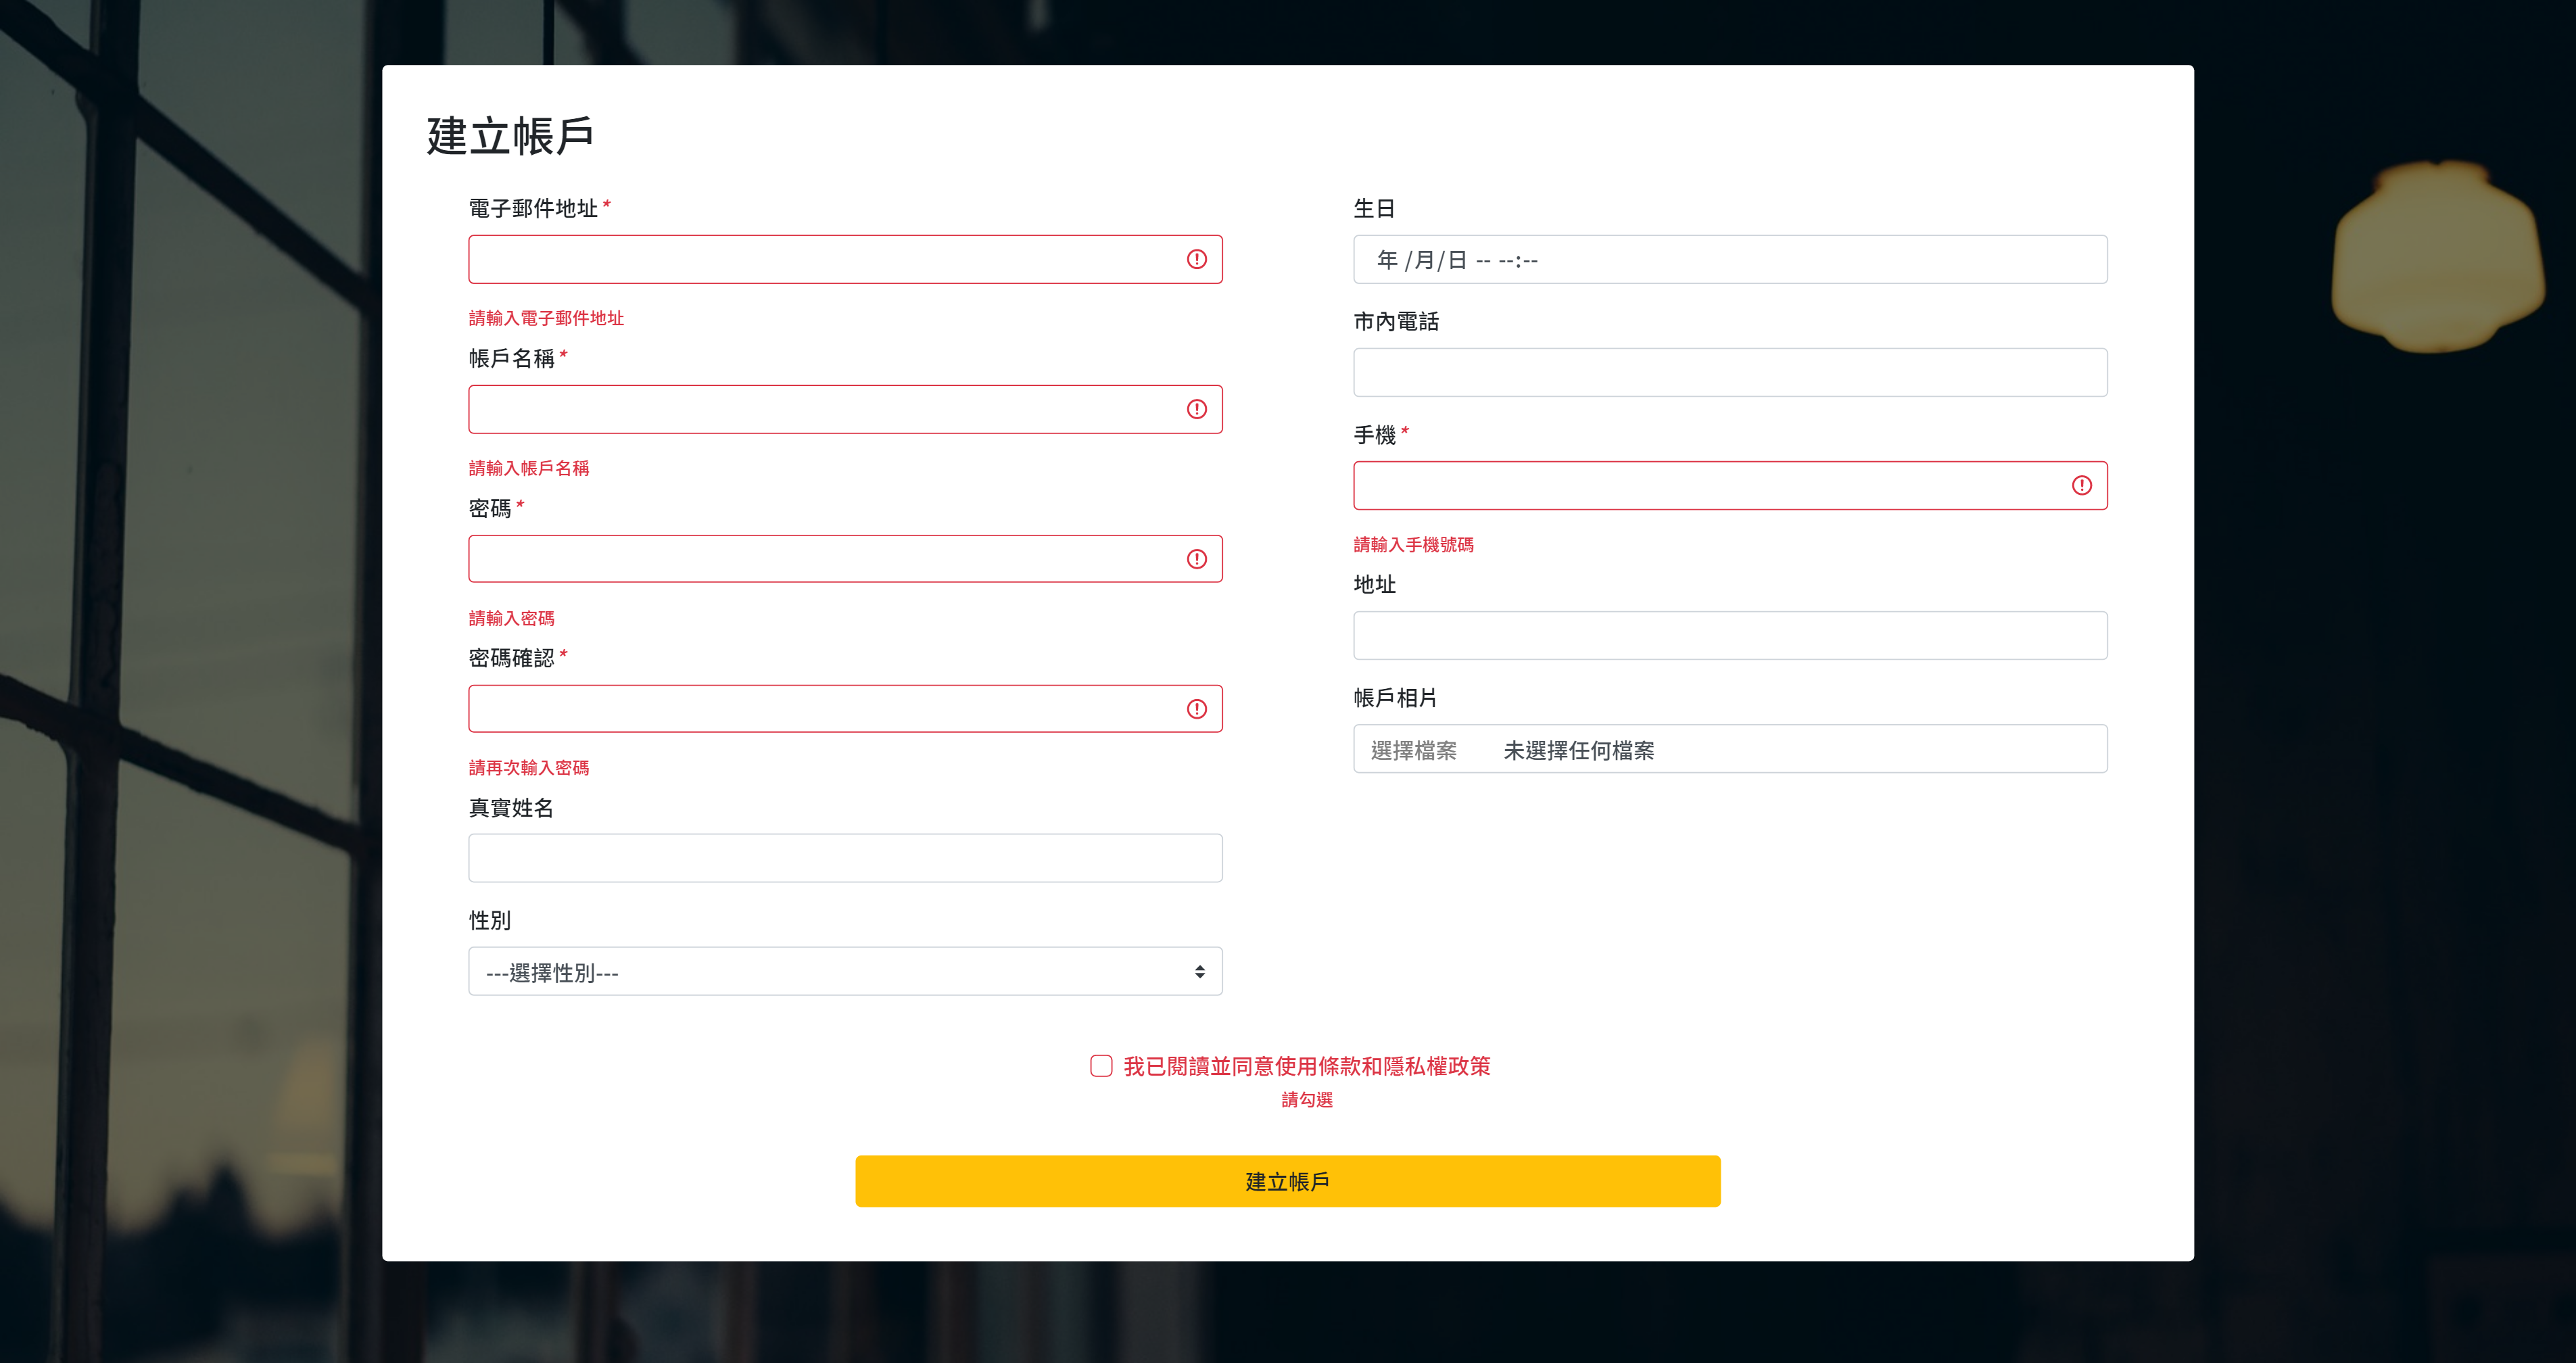 建立帳戶
電子郵件地址*
請輸入電子郵件地址
帳戶名稱*
請輸入帳戶名稱
密碼*
請輸入密碼
密碼確認*
請再次輸入密碼
真實姓名
性別
---選擇性別---
生日
年 /月/日 -- --:--
市內電話
手機*
請輸入手機號碼
地址
帳戶相片
選擇檔案 未選擇任何檔案
我已閱讀並同意使用條款和隱私權政策
請勾選
建立帳戶